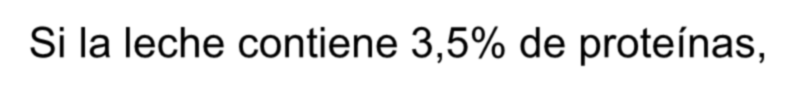 Si la leche contiene 3,5% de proteínas,